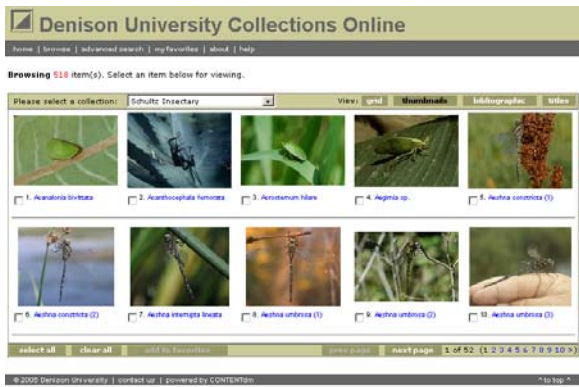 Denison University Collections Online
home | browse | advanced search | my favorites | about | help
Browsing 518 item(s). Select an item below for viewing.
Please select a collection: Schultz Insectary View: grid thumbnails bibliographic titles
1. Acanalonia bivittata 2. Acanthocephala femorata 3. Acrosternum hilare 4. Aegimia sp. 5. Aeshna constricta (1)
6. Aeshna constricta (2) 7. Aeshna interrupta lineata 8. Aeshna umbrosa (1) 9. Aeshna umbrosa (2) 10. Aeshna umbrosa (3)
select all clear all add to favorites prev page next page 1 of 52 (1 2 3 4 5 6 7 8 9 10 >)
© 2005 Denison University | contact us | powered by CONTENTdm ^ to top ^